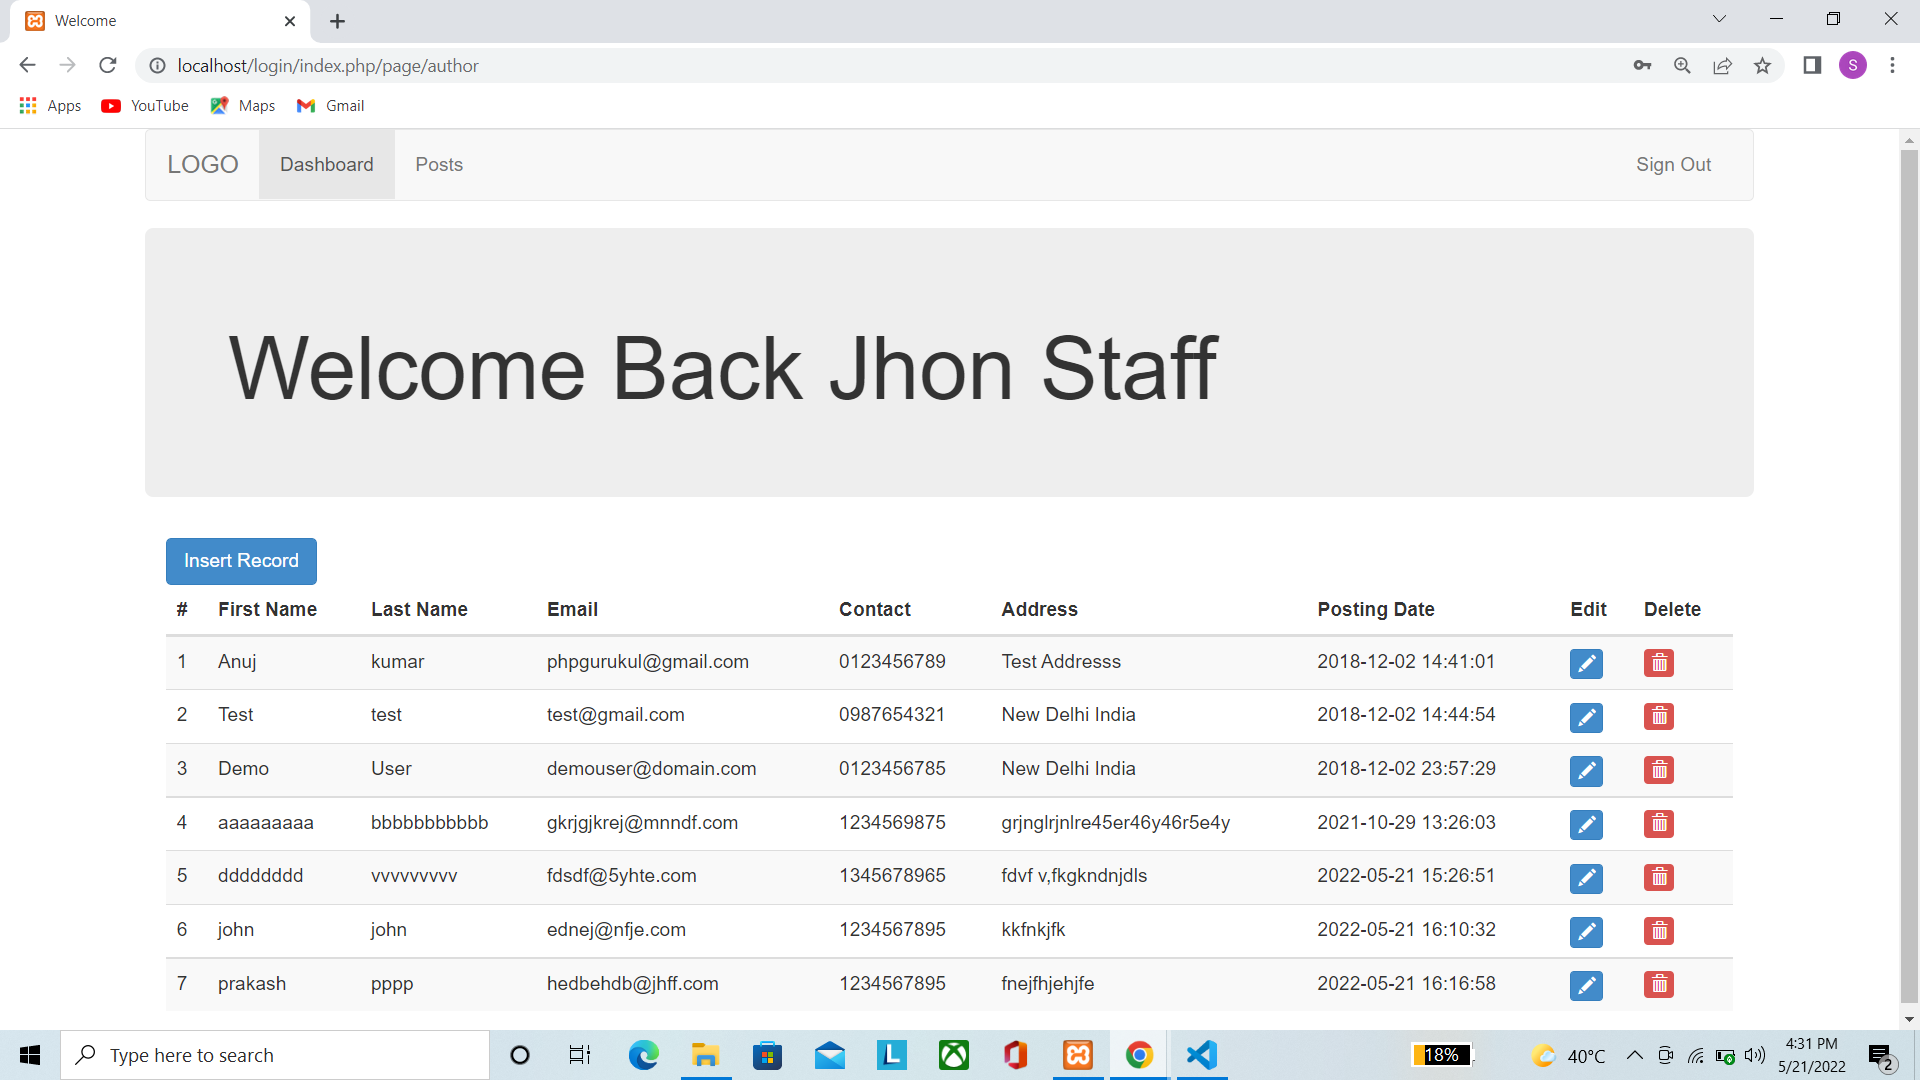 Welcome
localhost/login/index.php/page/author
S
Apps YouTube Maps Gmail
LOGO Dashboard Posts Sign Out
Welcome Back Jhon Staff
Insert Record
# First Name Last Name Email Contact Address Posting Date Edit Delete
1 Anuj kumar phpgurukul@gmail.com 0123456789 Test Addresss 2018-12-02 14:41:01
2 Test test test@gmail.com 0987654321 New Delhi India 2018-12-02 14:44:54
3 Demo User demouser@domain.com 0123456785 New Delhi India 2018-12-02 23:57:29
4 aaaaaaaaa bbbbbbbbbbb gkrjgjkrej@mnndf.com 1234569875 grjnglrjnlre45er46y46r5e4y 2021-10-29 13:26:03
5 dddddddd vvvvvvvvv fdsdf@5yhte.com 1345678965 fdvf v,fkgkndnjdls 2022-05-21 15:26:51
6 john john ednej@nfje.com 1234567895 kkfnkjfk 2022-05-21 16:10:32
7 prakash pppp hedbehdb@jhff.com 1234567895 fnejfhjehjfe 2022-05-21 16:16:58
Type here to search
L
18%
40°C
4:31 PM
5/21/2022
2